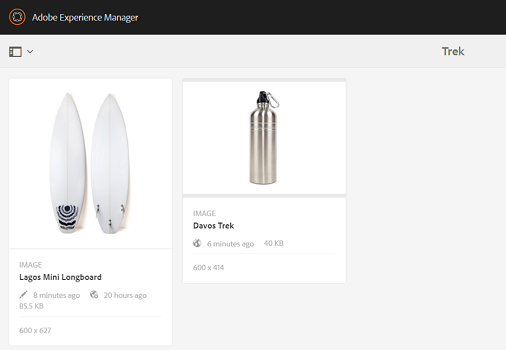 Adobe Experience Manager
Trek
IMAGE
Lagos Mini Longboard
8 minutes ago 20 hours ago
85.5 KB
600 x 627
IMAGE
Davos Trek
6 minutes ago 40 KB
600 x 414